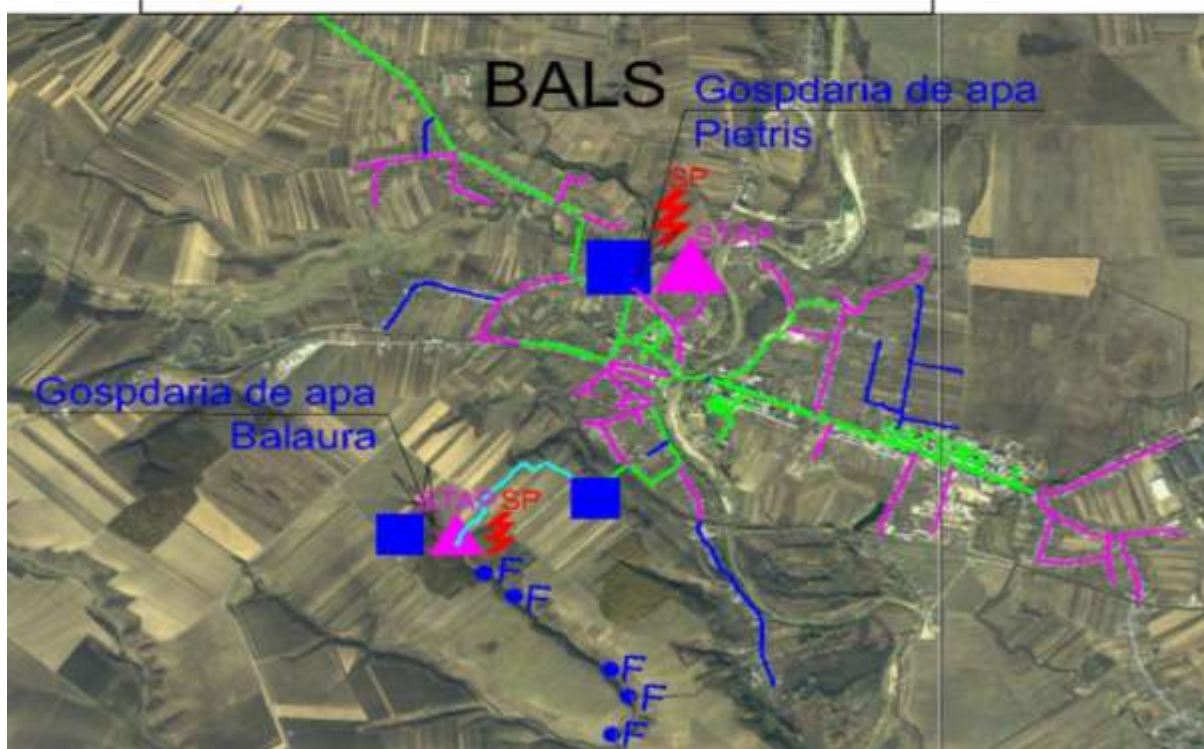 BALS
Gospdaria de apa
Pietris
SP
STAP
Gospdaria de apa
Balaura
STAP
SP
F
F
F
F
F